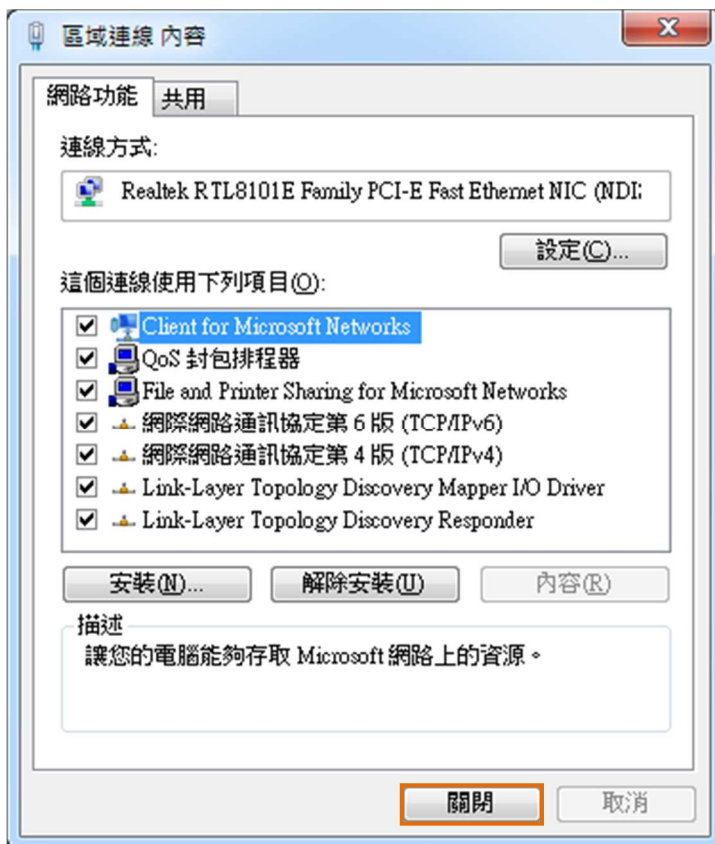 區域連線 內容
網路功能 共用
連線方式:
Realtek RTL8101E Family PCI-E Fast Ethernet NIC (NDI
設定(C)...
這個連線使用下列項目(O):
Client for Microsoft Networks
QoS 封包排程器
File and Printer Sharing for Microsoft Networks
網際網路通訊協定第 6 版 (TCP/IPv6)
網際網路通訊協定第 4 版 (TCP/IPv4)
Link-Layer Topology Discovery Mapper I/O Driver
Link-Layer Topology Discovery Responder
安裝(N)... 解除安裝(U) 內容(R)
描述
讓您的電腦能夠存取 Microsoft 網路上的資源。
關閉 取消